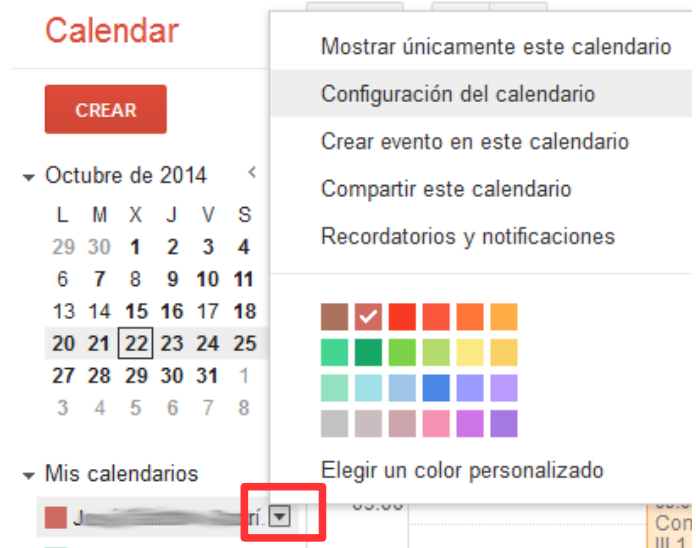 Calendar
CREAR
Octubre de 2014 <
L M X J V S
29 30 1 2 3 4
6 7 8 9 10 11
13 14 15 16 17 18
20 21 22 23 24 25
27 28 29 30 31 1
3 4 5 6 7 8
Mis calendarios
Mostrar únicamente este calendario
Configuración del calendario
Crear evento en este calendario
Compartir este calendario
Recordatorios y notificaciones
Elegir un color personalizado